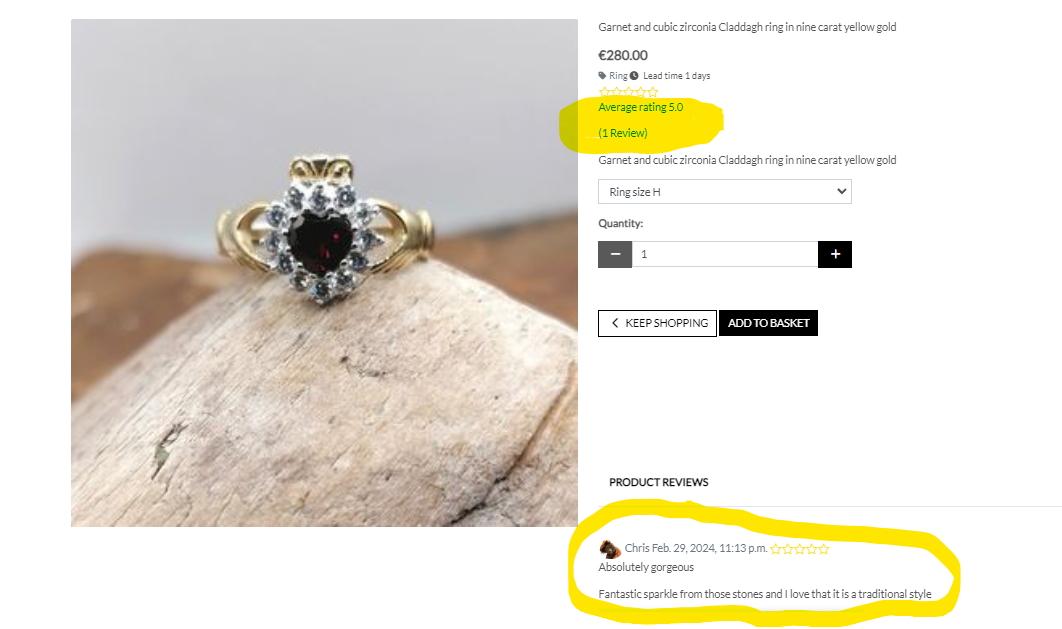 Garnet and cubic zirconia Claddagh ring in nine carat yellow gold
€280.00
Ring Lead time 1 days
Average rating 5.0
(1 Review)
Garnet and cubic zirconia Claddagh ring in nine carat yellow gold
Ring size H
Quantity:
− 1 +
KEEP SHOPPING ADD TO BASKET
PRODUCT REVIEWS
Chris Feb. 29, 2024, 11:13 p.m.
Absolutely gorgeous
Fantastic sparkle from those stones and I love that it is a traditional style